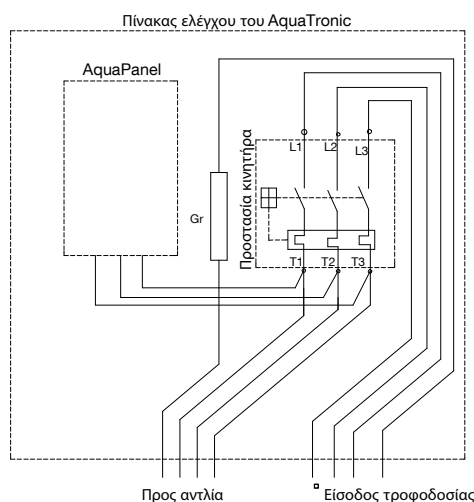 Πίνακας ελέγχου του AquaTronic
AquaPanel
Προστασία κινητήρα
L1 L2 L3
Gr
T1 T2 T3
Προς αντλία
Είσοδος τροφοδοσίας